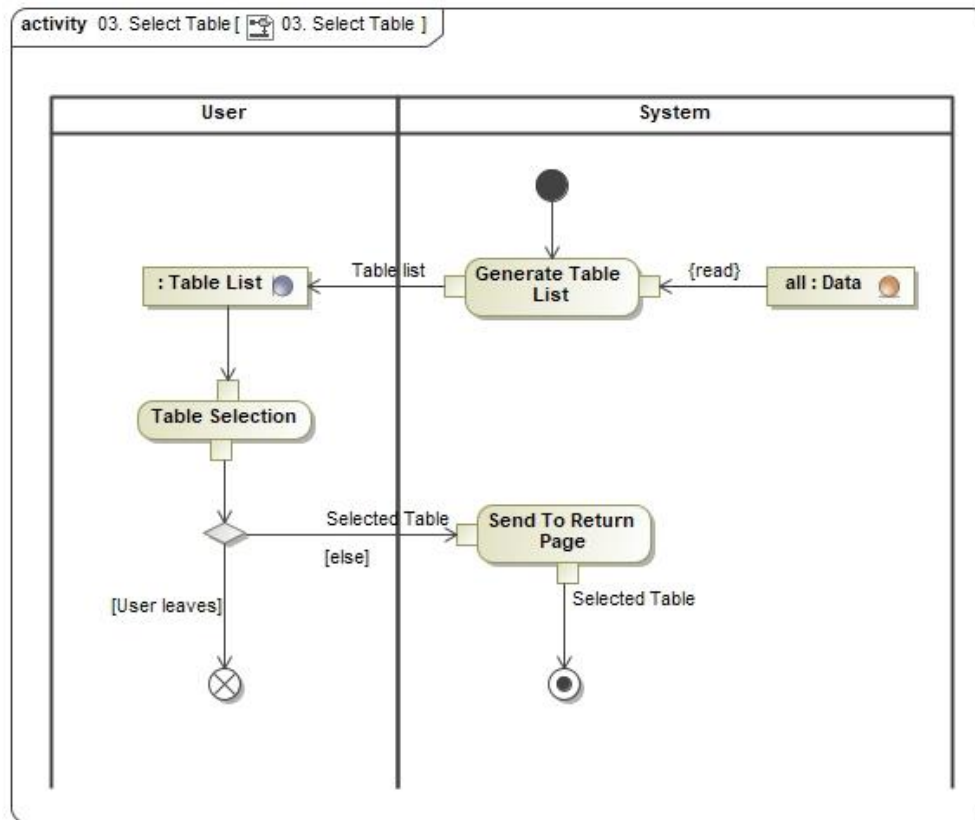 activity 03. Select Table [ 03. Select Table ]
User
System
Table list
{read}
: Table List
Generate Table
List
all : Data
Table Selection
Selected Table
[else]
Send To Return
Page
[User leaves]
Selected Table